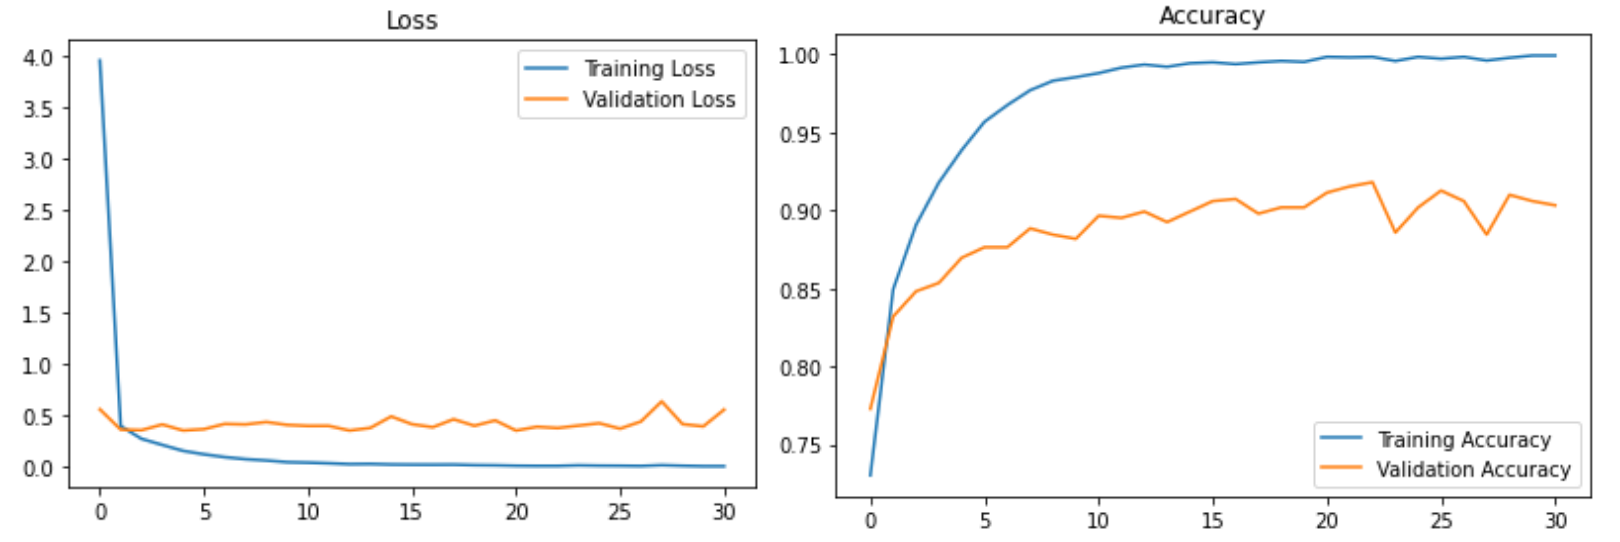 Loss
4.0
3.5
3.0
2.5
2.0
1.5
1.0
0.5
0.0
0 5 10 15 20 25 30
Training Loss
Validation Loss
Accuracy
1.00
0.95
0.90
0.85
0.80
0.75
0 5 10 15 20 25 30
Training Accuracy
Validation Accuracy